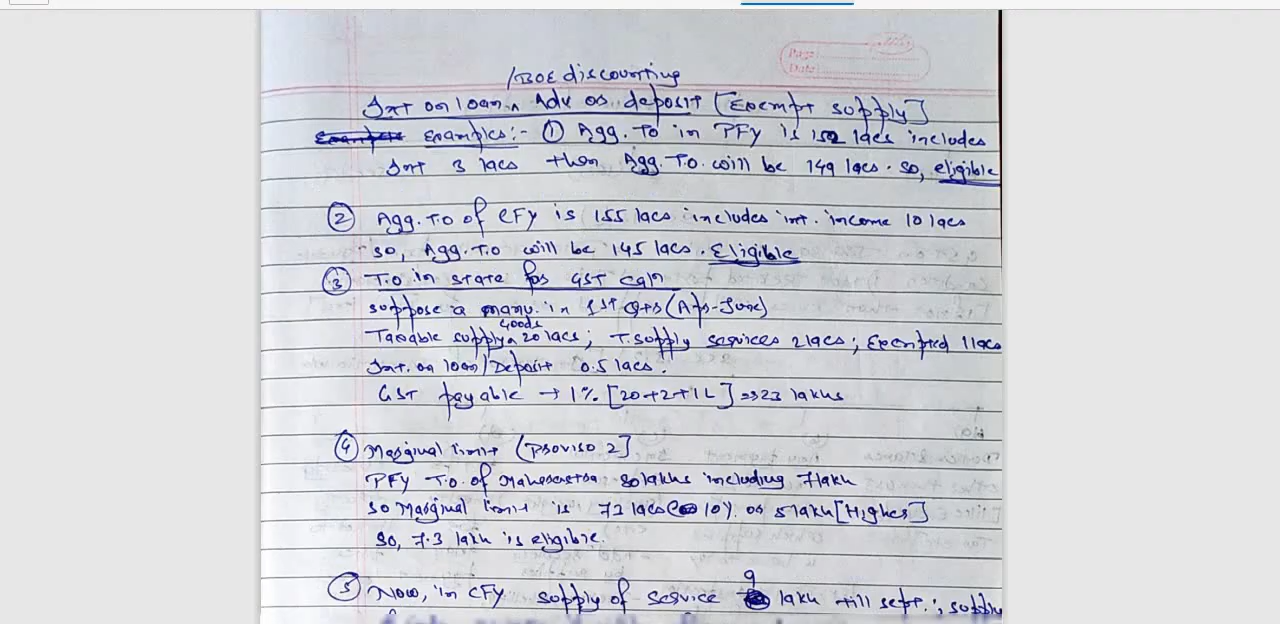 Page:
Date:
/BOE discounting
Int on loan ^ Adv or deposit [Exempt supply]
Examples:- ① Agg. To in PFY is 152 lacs includes
Int 3 lacs then Agg. T.O. will be 149 lacs. So, eligible
② Agg. T.O of CFY is 155 lacs includes int. income 10 lacs
so, Agg. T.O will be 145 lacs. Eligible
③ T.O in state for GST calⁿ
suppose a manu. in 1st Qtr (Apr-June)
Taxable supply ^ goods 20 lacs; T. supply services 2 lacs; Exempted 1 lacs
Int. on loan/Deposit 0.5 lacs.
GST payable → 1% [20+2+1L] ⇒ 23 lakhs
④ Marginal limit (Proviso 2]
PFY T.O. of Maharastra 80 lakhs including 7 lakh
so Marginal limit is 73 lacs @ 10% or 5 lakh [Higher]
So, 7.3 lakh is eligible.
⑤ Now, in CFY supply of service 9 lakh till sept.; supply